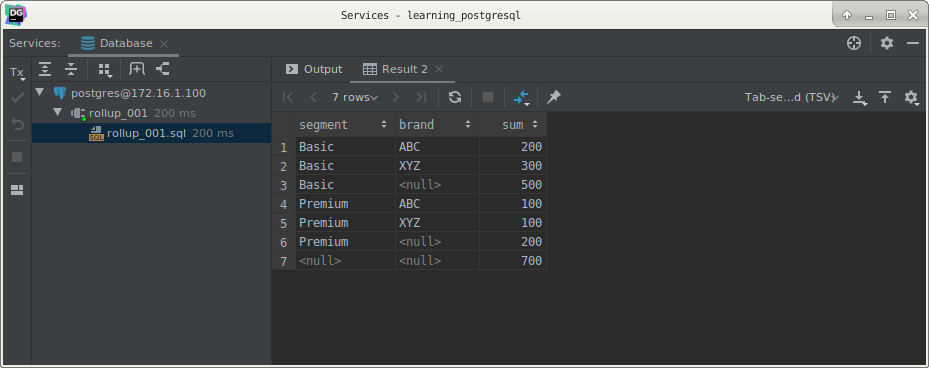 DG
Services - learning_postgresql
Services: Database
Tx
Output Result 2
postgres@172.16.1.100
7 rows Tab-se...d (TSV)
rollup_001 200 ms
segment brand sum
SQL rollup_001.sql 200 ms
1 Basic ABC 200
2 Basic XYZ 300
3 Basic <null> 500
4 Premium ABC 100
5 Premium XYZ 100
6 Premium <null> 200
7 <null> <null> 700